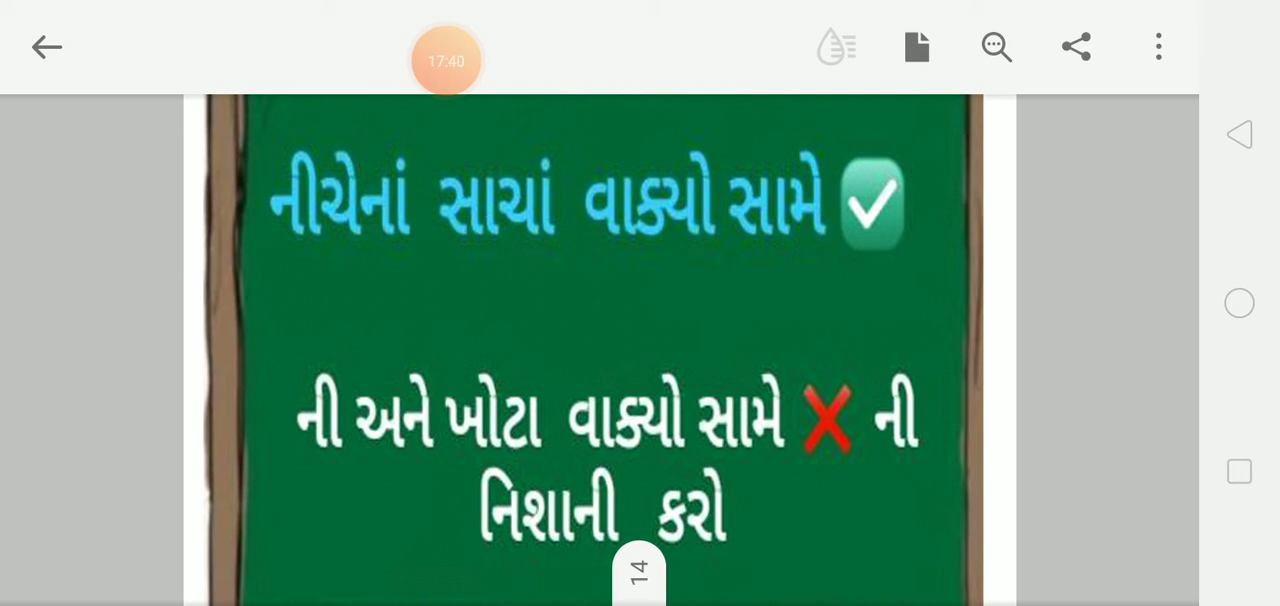 17:40
નીચેનાં સાચાં વાક્યો સામે ✅
ની અને ખોટા વાક્યો સામે ❌ ની
નિશાની કરો
14